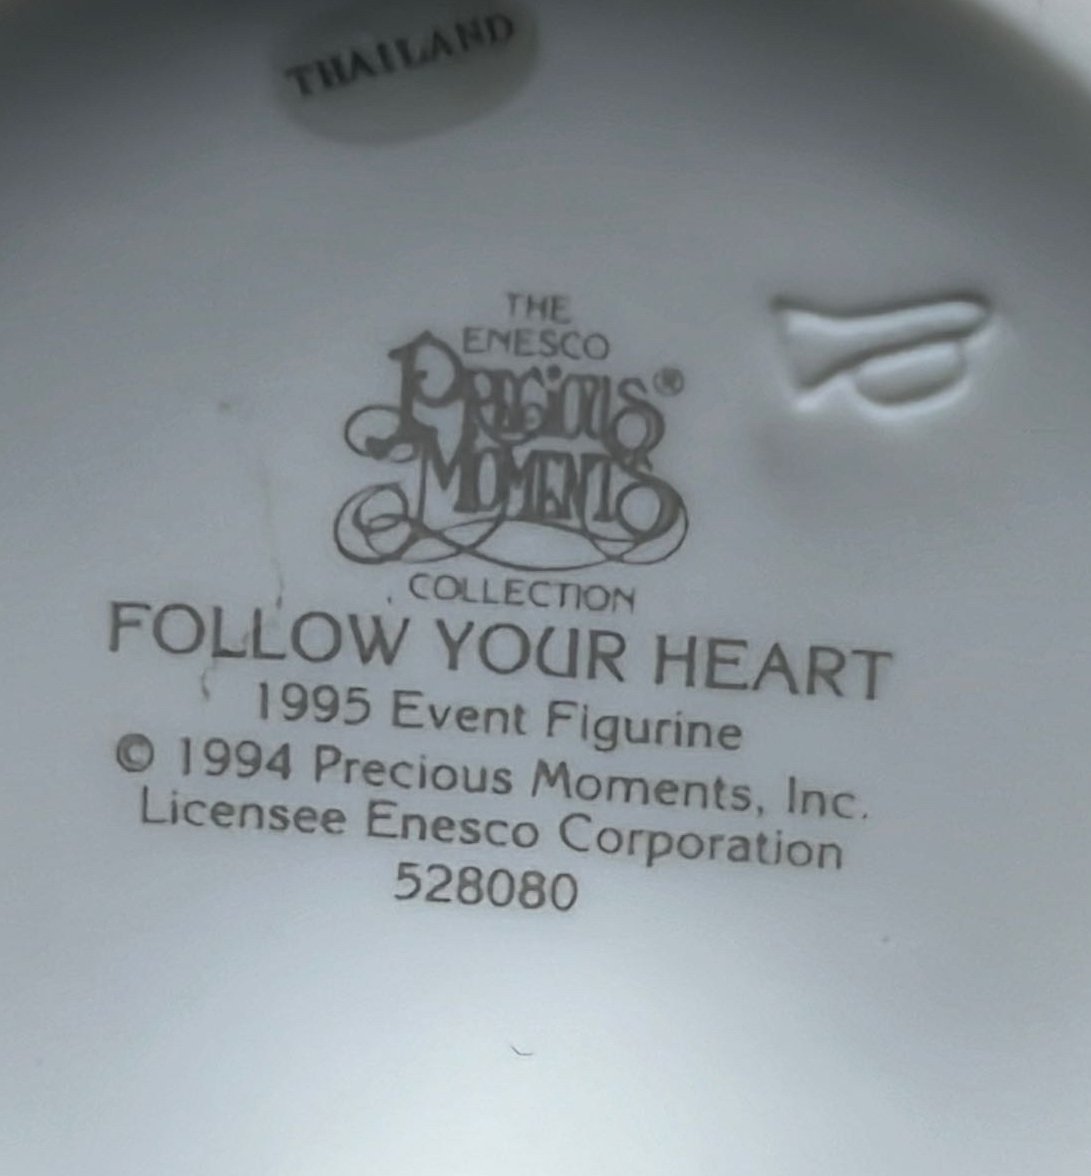 THAILAND
THE
ENESCO
PRECIOUS®
MOMENTS
COLLECTION
FOLLOW YOUR HEART
1995 Event Figurine
© 1994 Precious Moments, Inc.
Licensee Enesco Corporation
528080